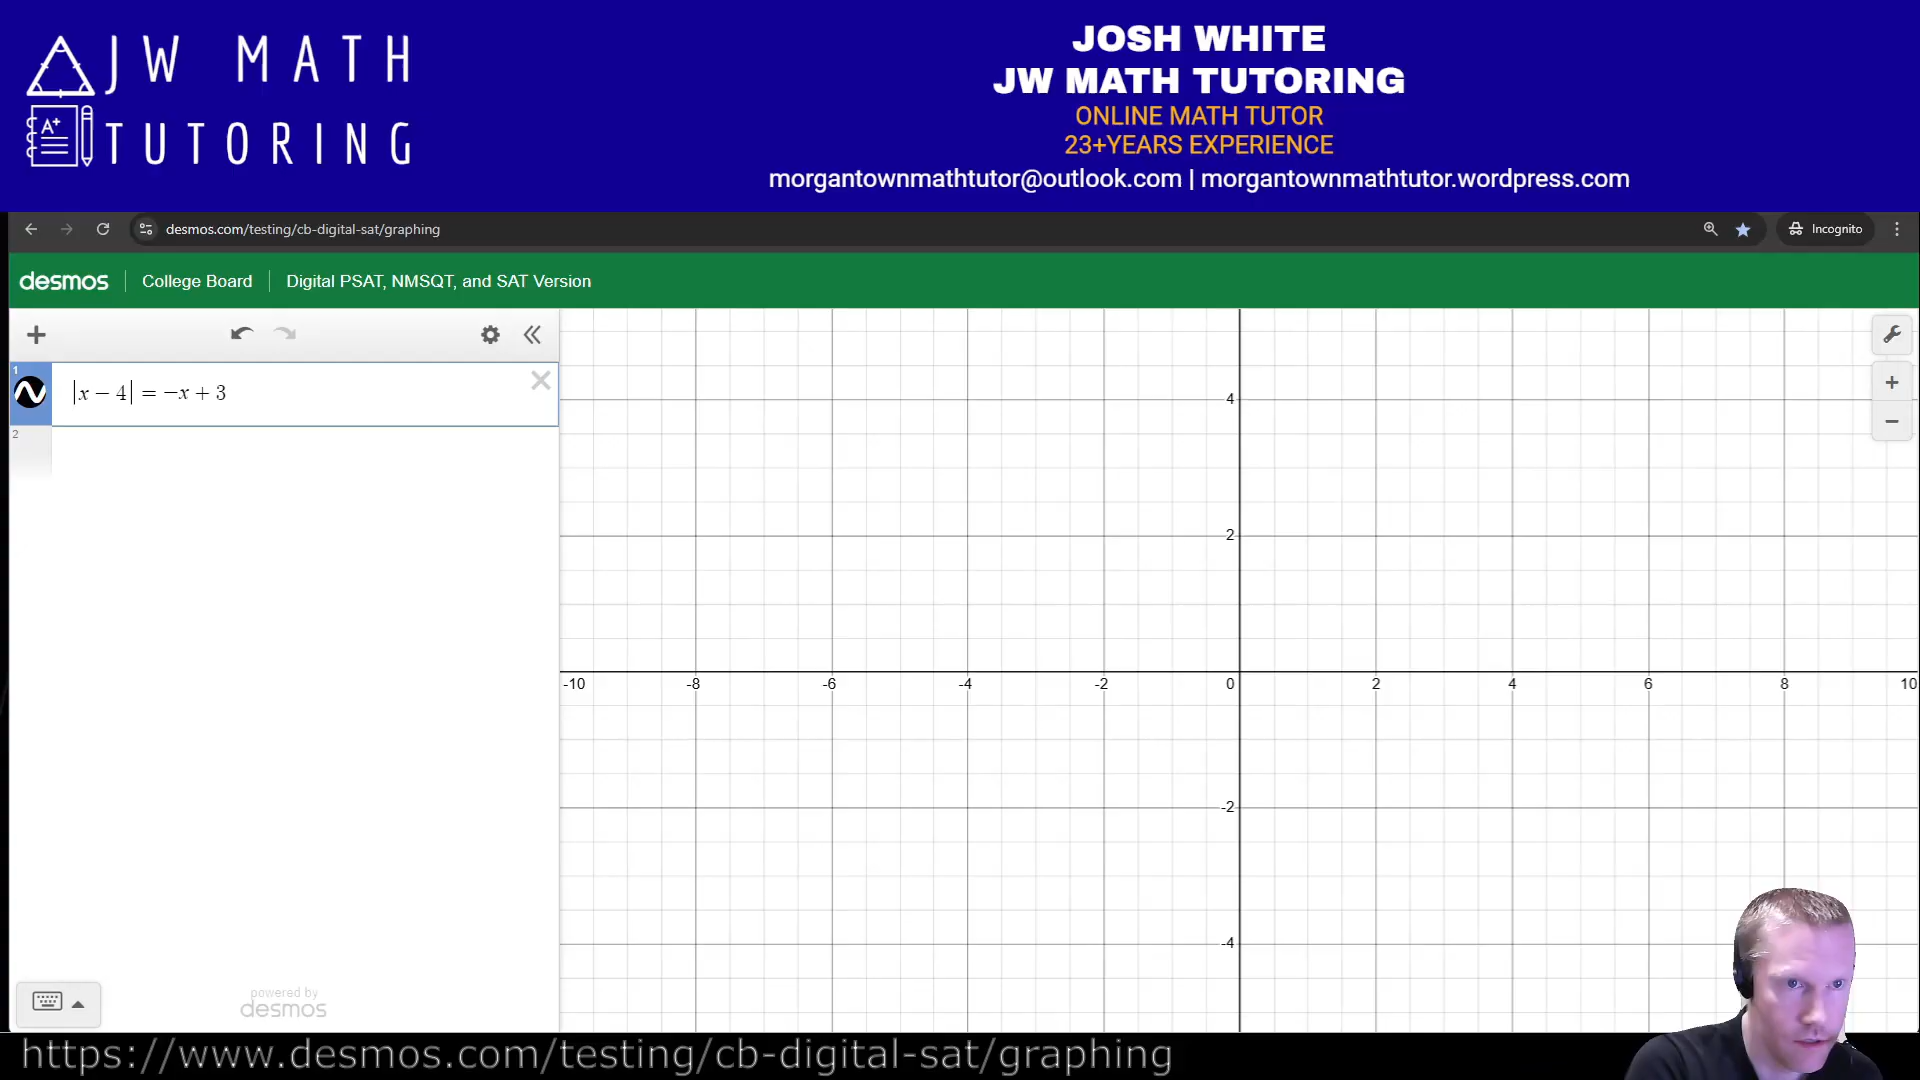 JW MATH
TUTORING
A+
JOSH WHITE
JW MATH TUTORING
ONLINE MATH TUTOR
23+YEARS EXPERIENCE
morgantownmathtutor@outlook.com | morgantownmathtutor.wordpress.com
desmos.com/testing/cb-digital-sat/graphing
Incognito
desmos
College Board
Digital PSAT, NMSQT, and SAT Version
1
|x − 4| = −x + 3
2
4
2
-10 -8 -6 -4 -2 0 2 4 6 8 10
-2
-4
powered by
desmos
https://www.desmos.com/testing/cb-digital-sat/graphing